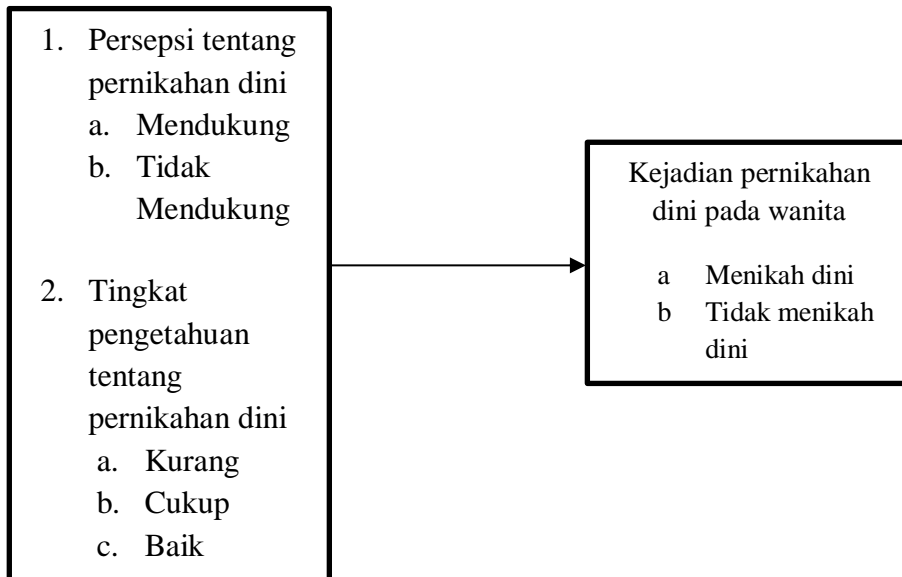 1. Persepsi tentang
pernikahan dini
a. Mendukung
b. Tidak
Mendukung
2. Tingkat
pengetahuan
tentang
pernikahan dini
a. Kurang
b. Cukup
c. Baik
Kejadian pernikahan
dini pada wanita
a Menikah dini
b Tidak menikah
dini